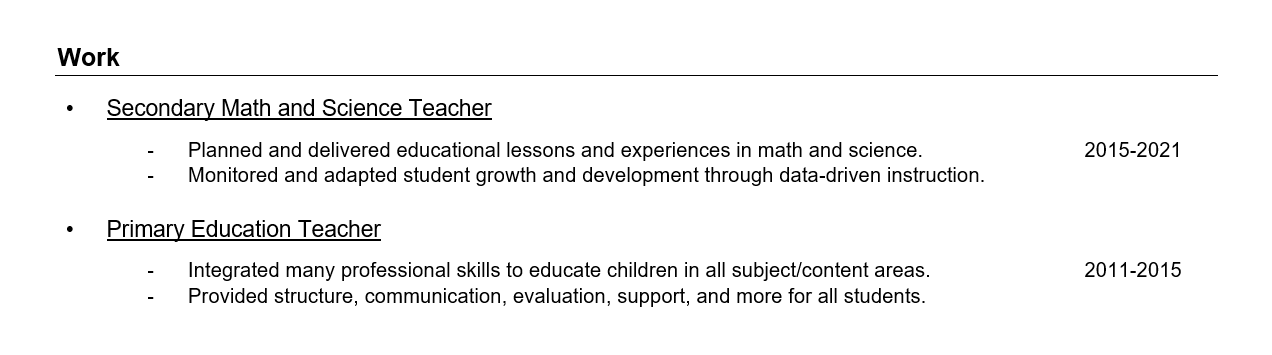 Work
• Secondary Math and Science Teacher
- Planned and delivered educational lessons and experiences in math and science. 2015-2021
- Monitored and adapted student growth and development through data-driven instruction.
• Primary Education Teacher
- Integrated many professional skills to educate children in all subject/content areas. 2011-2015
- Provided structure, communication, evaluation, support, and more for all students.